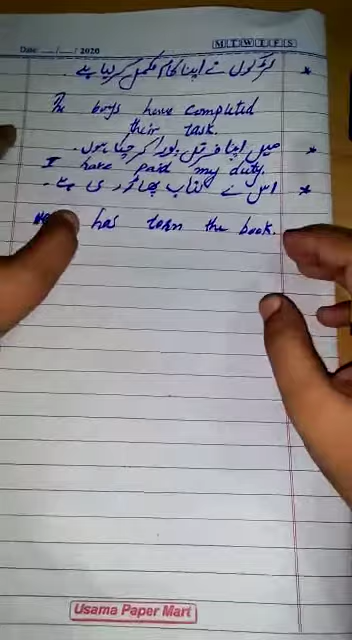 Date: __/__/ 2020 M T W T F S
لڑکوں نے اپنا کام مکمل کر لیا ہے ۔
The boys have completed
their task.
میں اپنا فرض پورا کر چکا ہوں ۔
I have paid my duty.
اس نے کتاب پھاڑ دی ہے ۔
has torn the book.
Usama Paper Mart